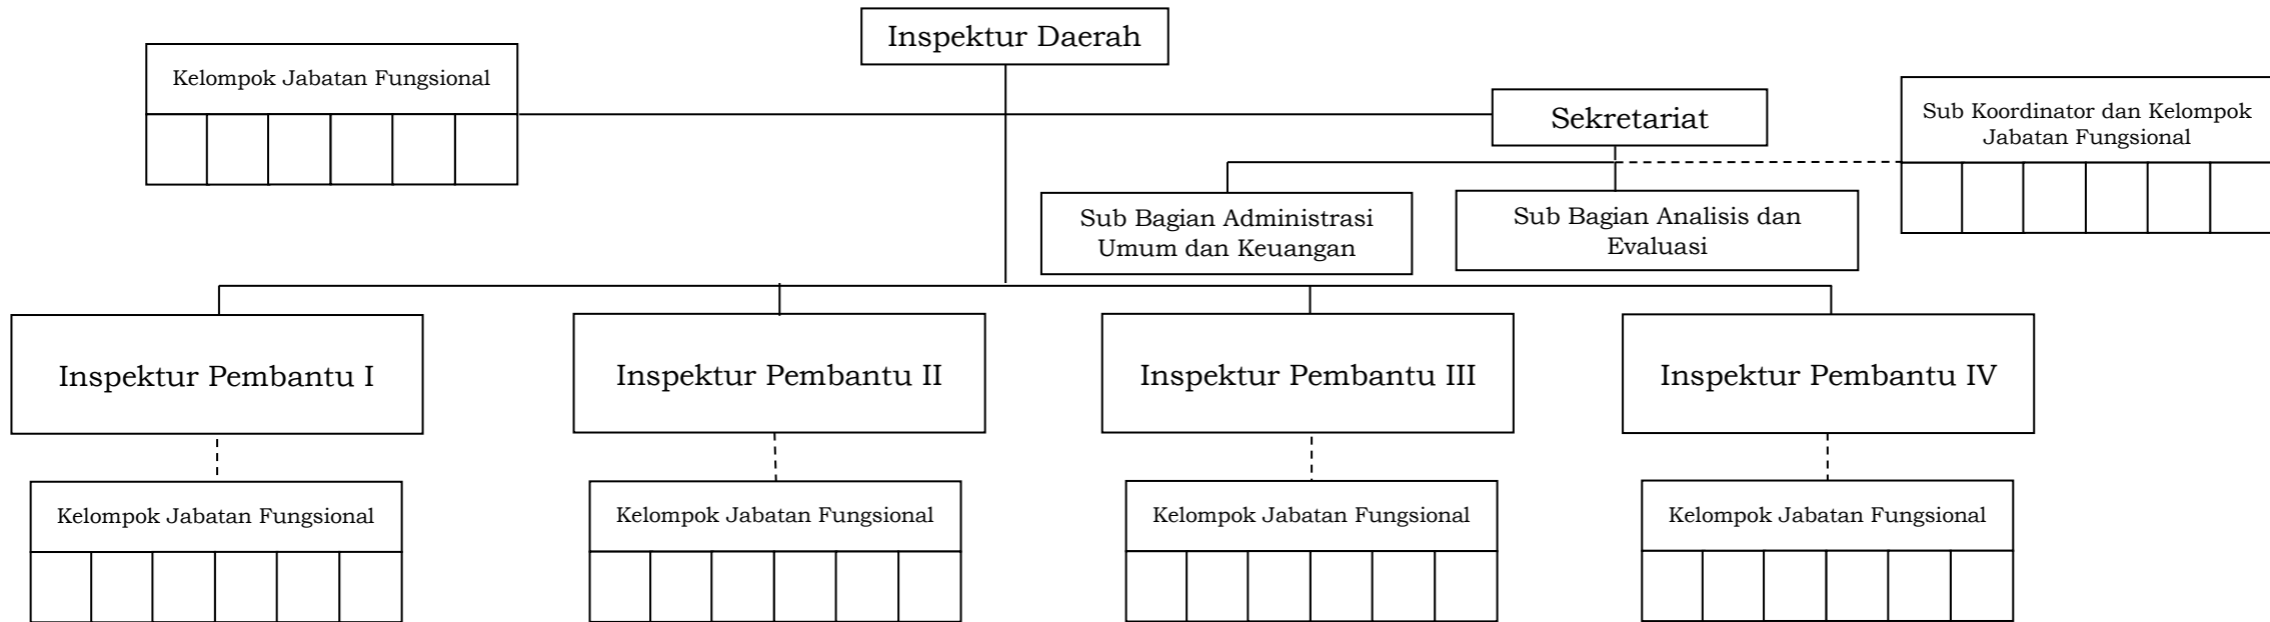 Inspektur Daerah
Kelompok Jabatan Fungsional
Sekretariat
Sub Koordinator dan Kelompok
Jabatan Fungsional
Sub Bagian Administrasi
Umum dan Keuangan
Sub Bagian Analisis dan
Evaluasi
Inspektur Pembantu I
Inspektur Pembantu II
Inspektur Pembantu III
Inspektur Pembantu IV
Kelompok Jabatan Fungsional
Kelompok Jabatan Fungsional
Kelompok Jabatan Fungsional
Kelompok Jabatan Fungsional